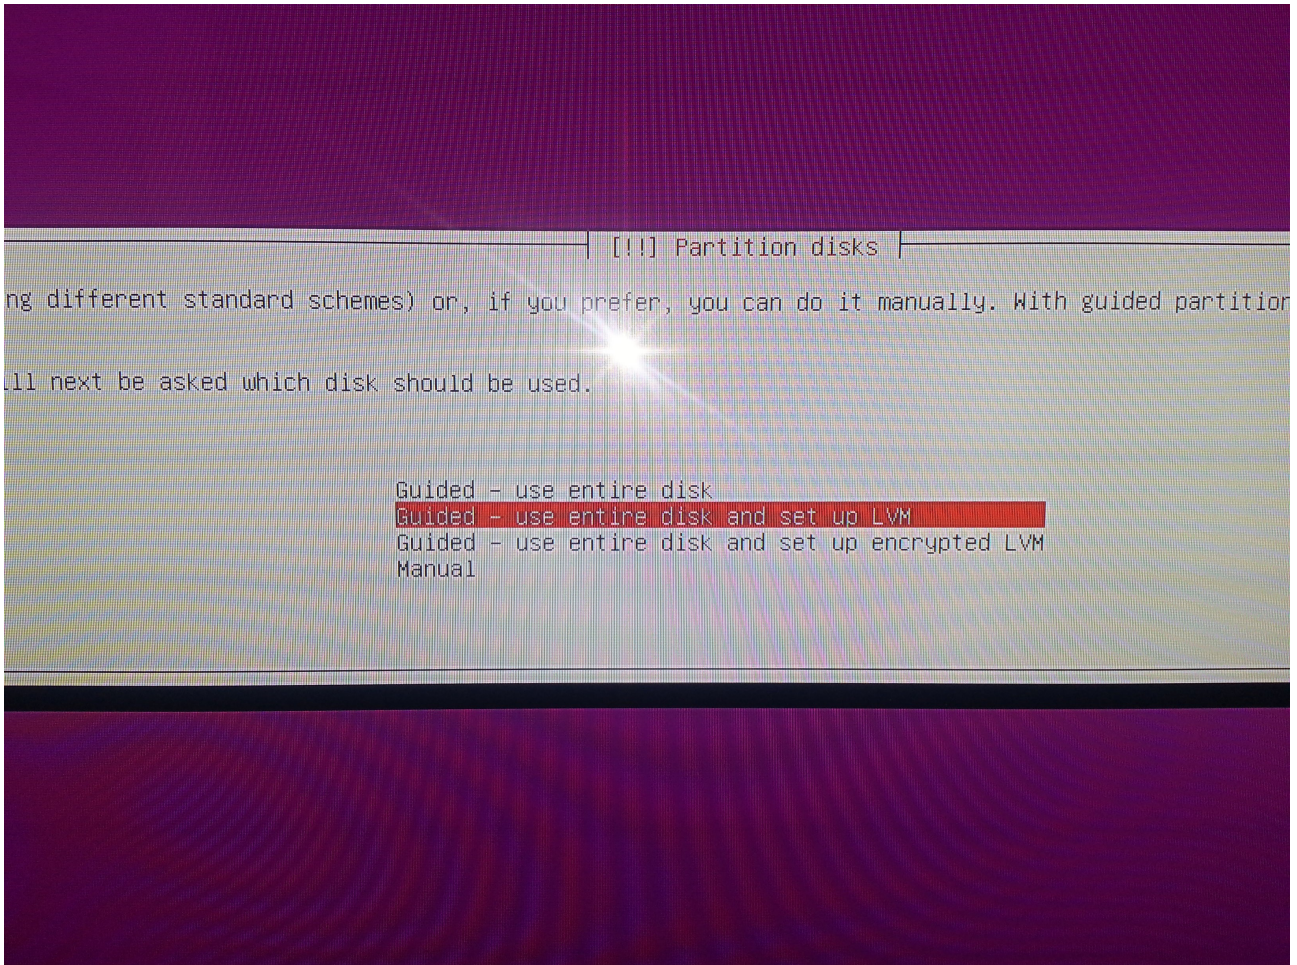 [!!] Partition disks
ng different standard schemes) or, if you prefer, you can do it manually. With guided partition
ill next be asked which disk should be used.
Guided - use entire disk
Guided - use entire disk and set up LVM
Guided - use entire disk and set up encrypted LVM
Manual